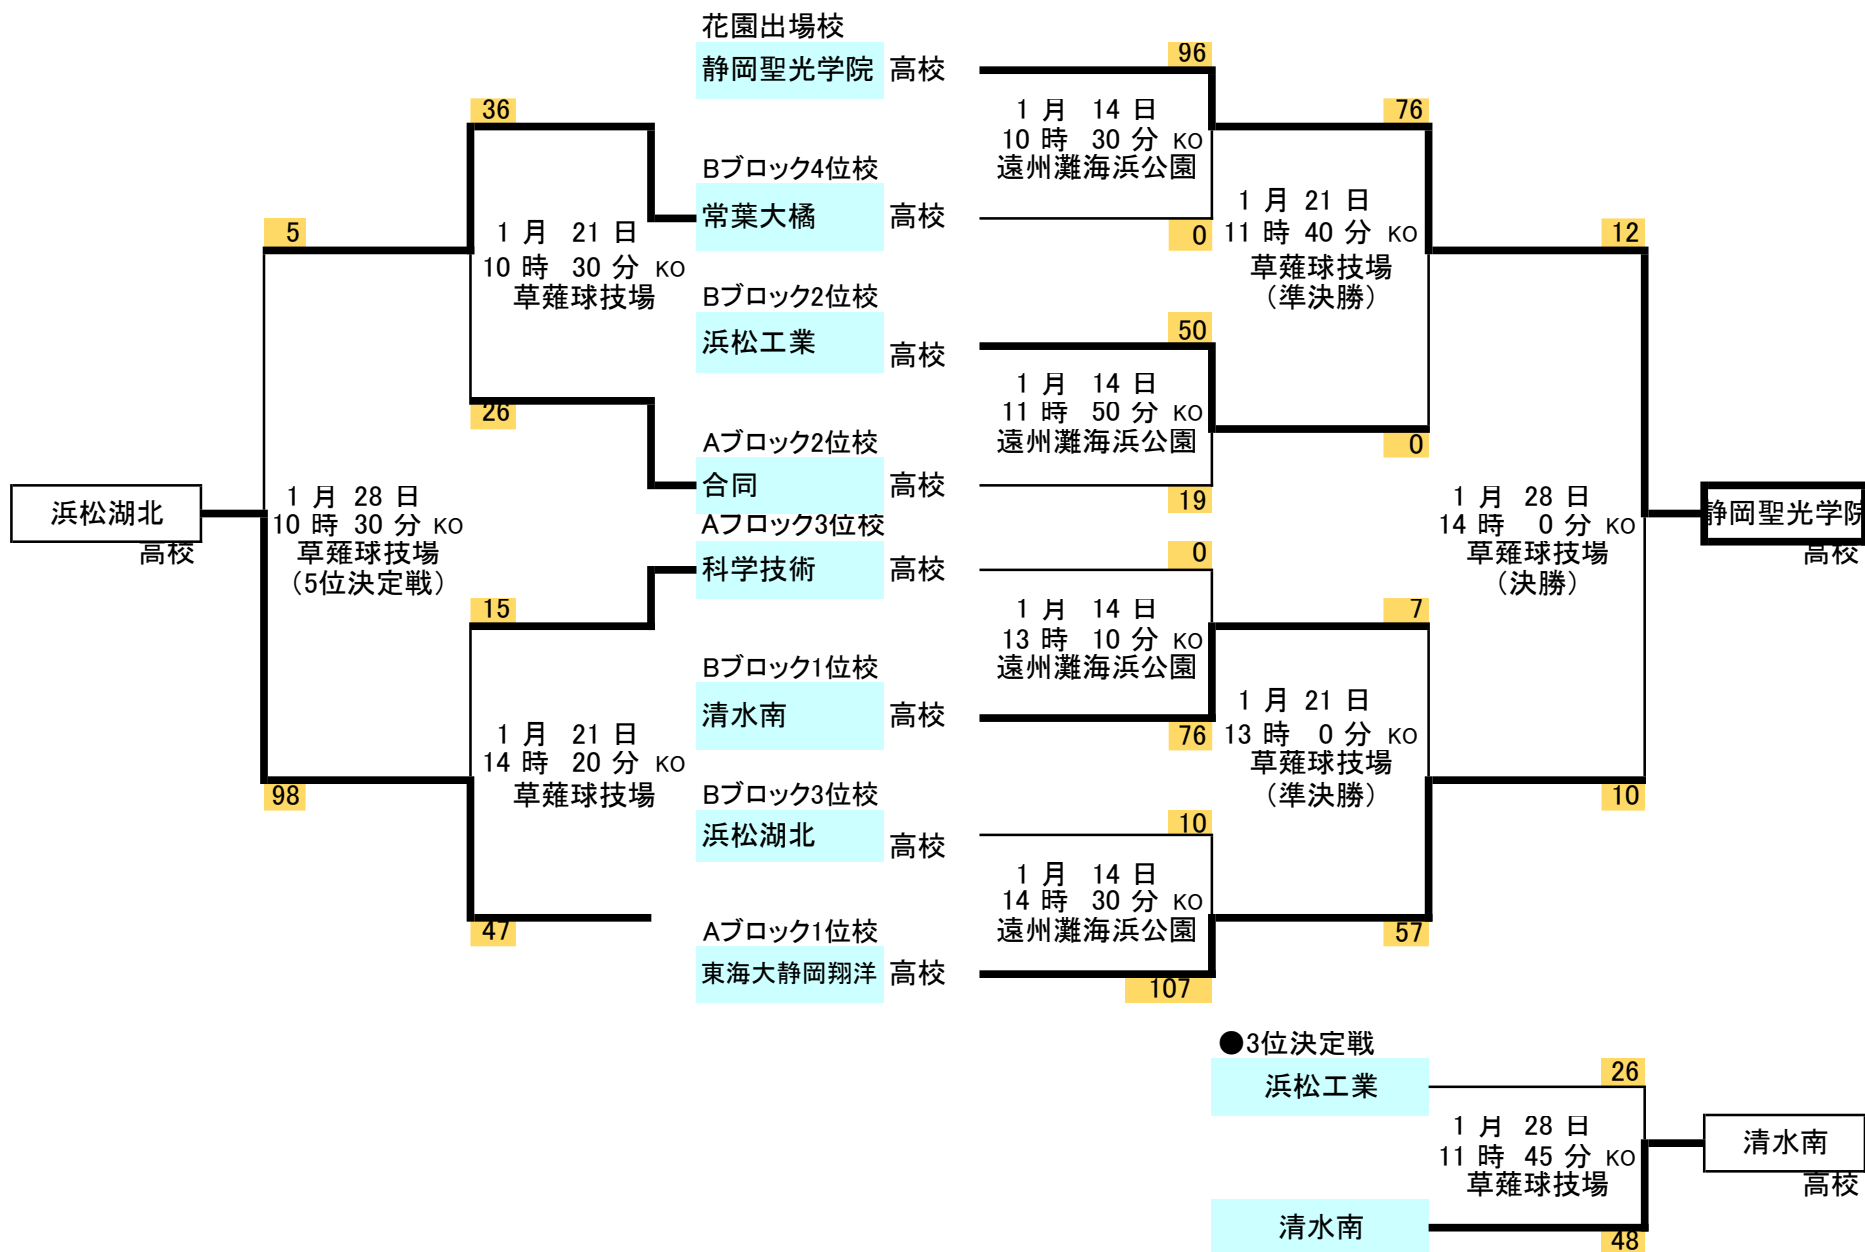 花園出場校
静岡聖光学院 高校
Bブロック4位校
常葉大橘 高校
Bブロック2位校
浜松工業 高校
Aブロック2位校
合同 高校
Aブロック3位校
科学技術 高校
Bブロック1位校
清水南 高校
Bブロック3位校
浜松湖北 高校
Aブロック1位校
東海大静岡翔洋 高校
36
1 月 21 日
10 時 30 分 KO
草薙球技場
26
15
1 月 21 日
14 時 20 分 KO
草薙球技場
47
5
1 月 28 日
10 時 30 分 KO
草薙球技場
（5位決定戦）
98
浜松湖北
高校
96
1 月 14 日
10 時 30 分 KO
遠州灘海浜公園
0
50
1 月 14 日
11 時 50 分 KO
遠州灘海浜公園
19
0
1 月 14 日
13 時 10 分 KO
遠州灘海浜公園
76
10
1 月 14 日
14 時 30 分 KO
遠州灘海浜公園
107
76
1 月 21 日
11 時 40 分 KO
草薙球技場
（準決勝）
0
7
1 月 21 日
13 時 0 分 KO
草薙球技場
（準決勝）
57
12
1 月 28 日
14 時 0 分 KO
草薙球技場
（決勝）
10
静岡聖光学院
高校
●3位決定戦
浜松工業
26
1 月 28 日
11 時 45 分 KO
草薙球技場
清水南
48
清水南
高校